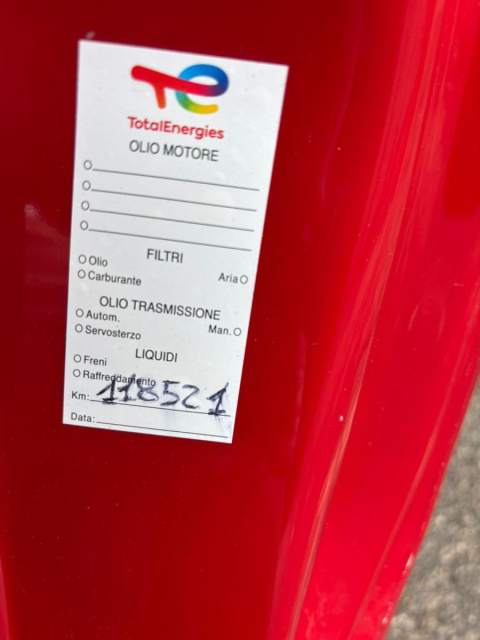 TotalEnergies
OLIO MOTORE
FILTRI
Olio
Carburante Aria
OLIO TRASMISSIONE
Autom. Man.
Servosterzo
LIQUIDI
Freni
Raffreddamento
Km: 118521
Data: